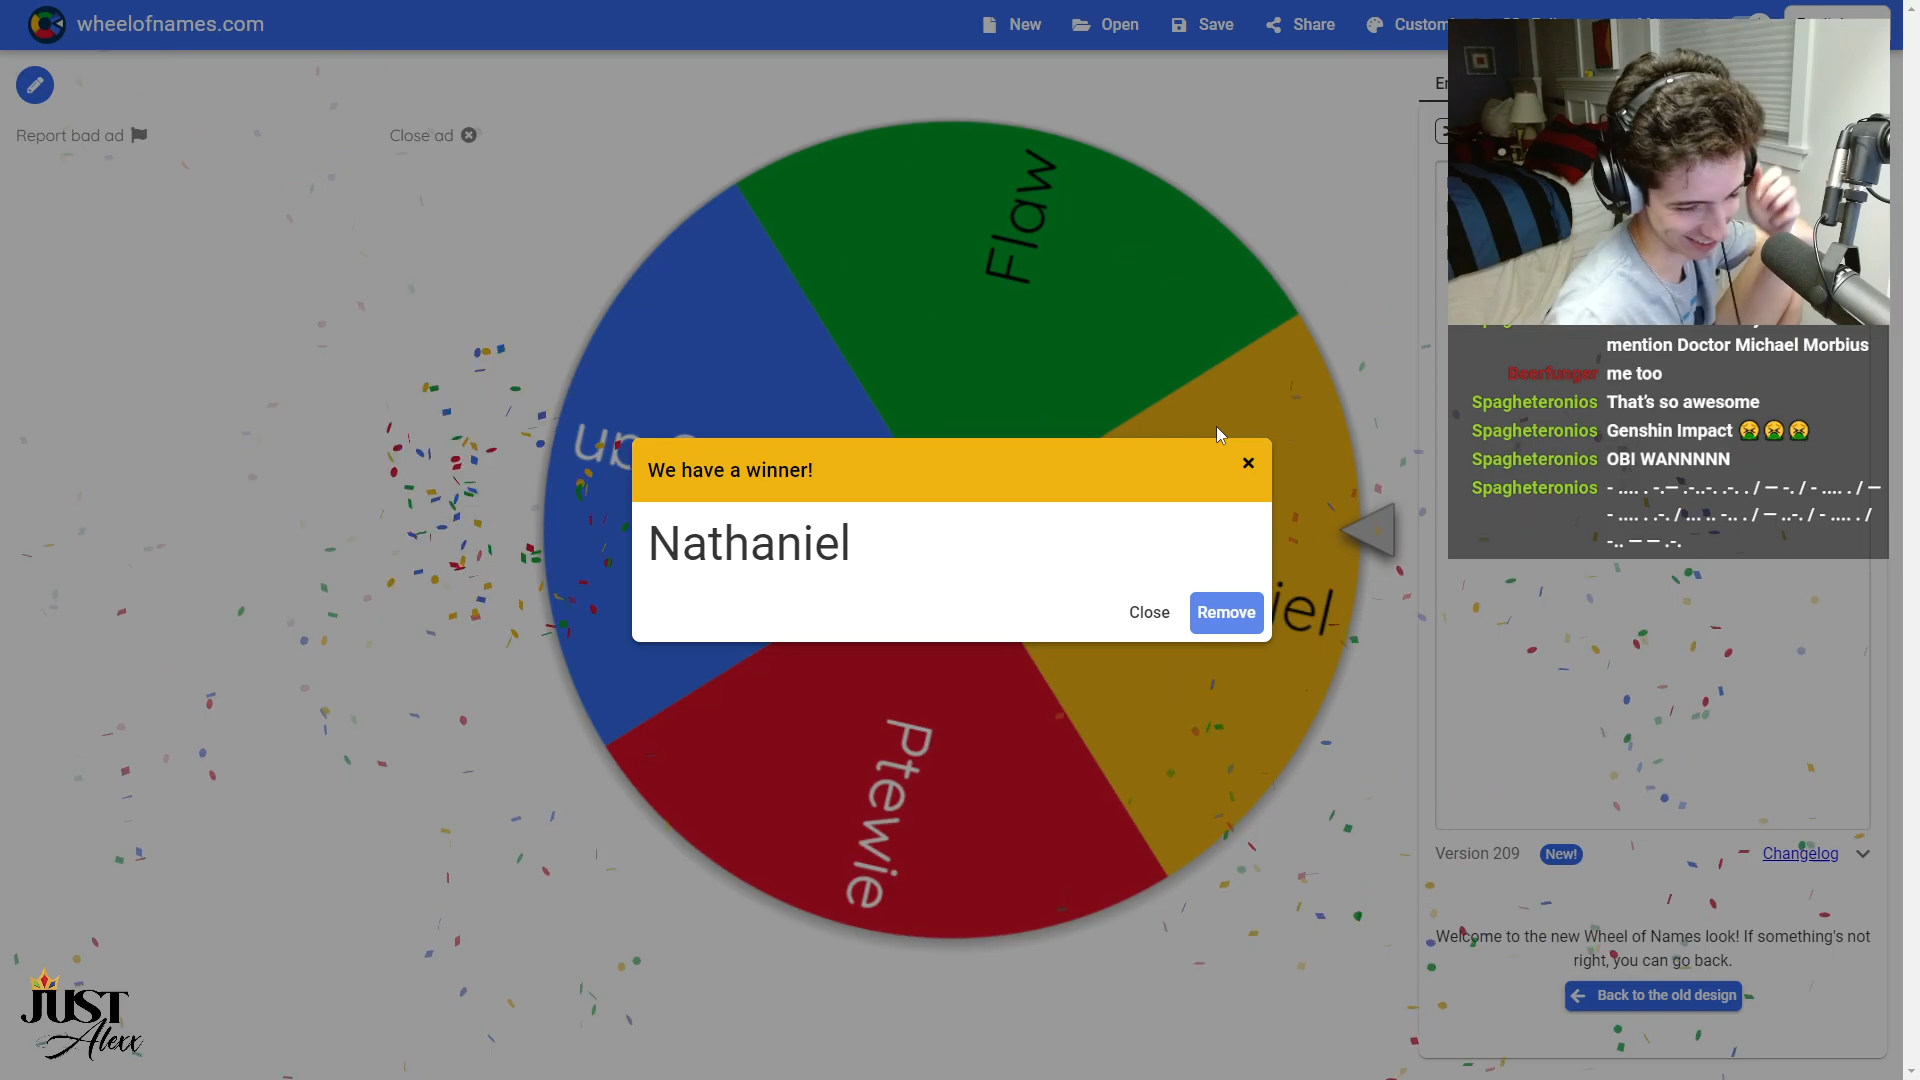 wheelofnames.com
New
Open
Save
Share
Report bad ad
Close ad
Flaw
We have a winner!
Nathaniel
Close
Remove
Ptewie
mention Doctor Michael Morbius
Beerfunger me too
Spagheteronios That's so awesome
Spagheteronios Genshin Impact 🤮🤮🤮
Spagheteronios OBI WANNNNN
Spagheteronios
Version 209
New!
Changelog
Welcome to the new Wheel of Names look! If something's not
right, you can go back.
Back to the old design
JUST
Alexx